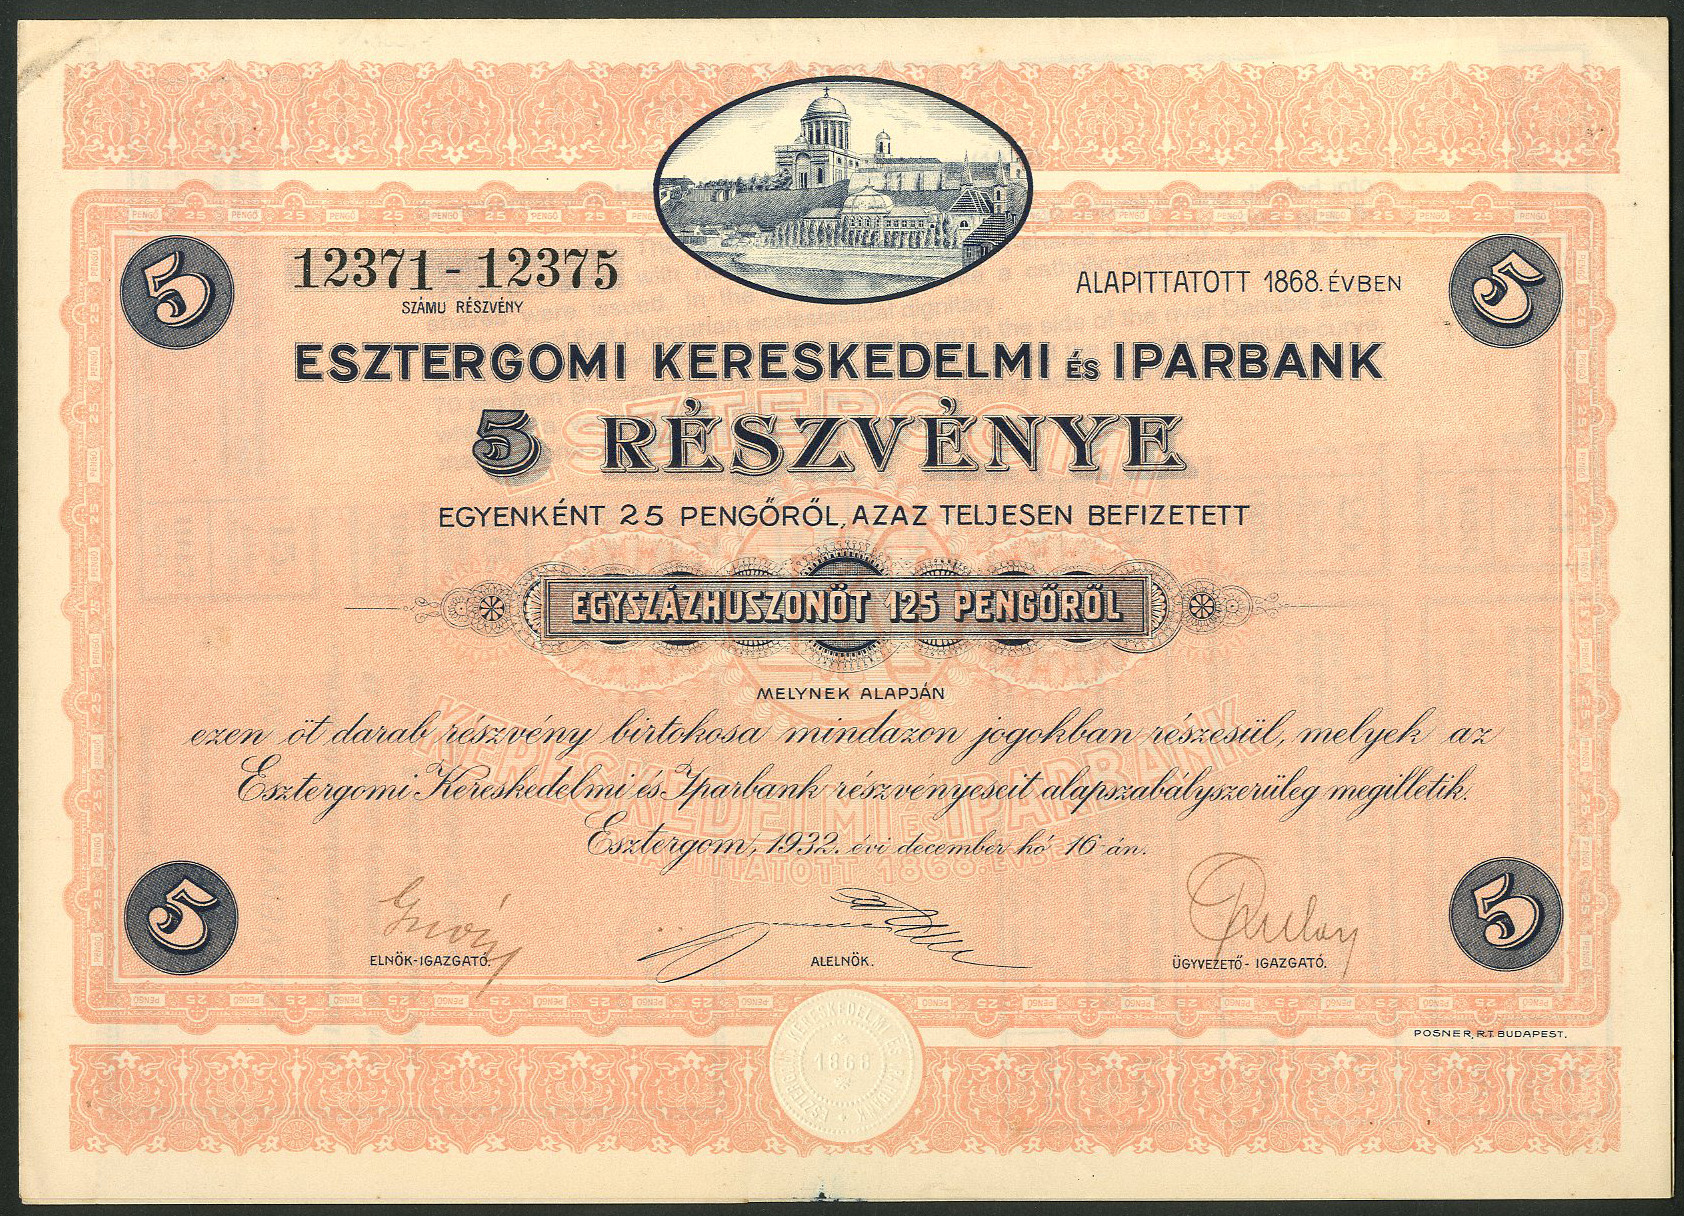 12371 - 12375
SZÁMU RÉSZVÉNY
ALAPITTATOTT 1868. ÉVBEN
5
5
ESZTERGOMI KERESKEDELMI ÉS IPARBANK
5 RÉSZVÉNYE
EGYENKÉNT 25 PENGŐRŐL, AZAZ TELJESEN BEFIZETETT
EGYSZÁZHUSZONÖT 125 PENGŐRŐL
MELYNEK ALAPJÁN
ezen öt darab részvény birtokosa mindazon jogokban részesül, melyek az
Esztergomi Kereskedelmi és Iparbank részvényeseit alapszabályszerüleg megilletik.
Esztergom, 1932. évi december hó 16-án.
5
5
ELNÖK-IGAZGATÓ.
ALELNÖK.
ÜGYVEZETŐ- IGAZGATÓ.
POSNER, R.T. BUDAPEST.
1868